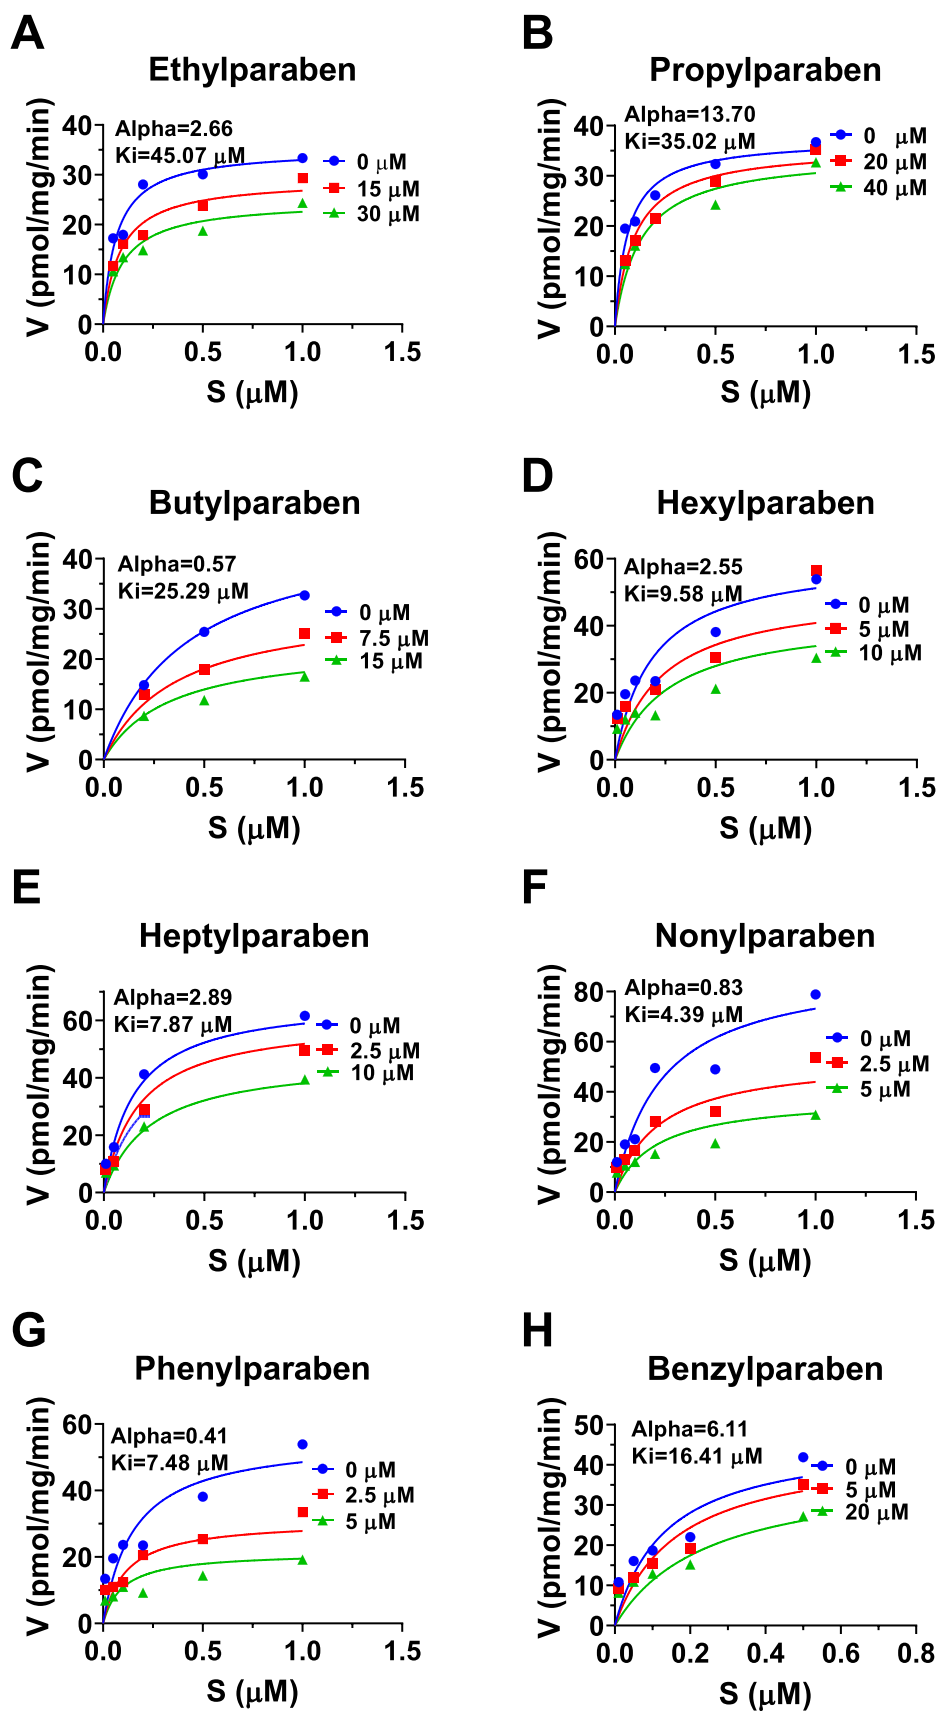 A
Ethylparaben
Alpha=2.66
Ki=45.07 μM
0 μM
15 μM
30 μM
40
30
20
10
0
0.0 0.5 1.0 1.5
V (pmol/mg/min)
S (μM)
B
Propylparaben
Alpha=13.70
Ki=35.02 μM
0 μM
20 μM
40 μM
40
30
20
10
0
0.0 0.5 1.0 1.5
V (pmol/mg/min)
S (μM)
C
Butylparaben
Alpha=0.57
Ki=25.29 μM
0 μM
7.5 μM
15 μM
40
30
20
10
0
0.0 0.5 1.0 1.5
V (pmol/mg/min)
S (μM)
D
Hexylparaben
Alpha=2.55
Ki=9.58 μM
0 μM
5 μM
10 μM
60
40
20
0
0.0 0.5 1.0 1.5
V (pmol/mg/min)
S (μM)
E
Heptylparaben
Alpha=2.89
Ki=7.87 μM
0 μM
2.5 μM
10 μM
60
40
20
0
0.0 0.5 1.0 1.5
V (pmol/mg/min)
S (μM)
F
Nonylparaben
Alpha=0.83
Ki=4.39 μM
0 μM
2.5 μM
5 μM
80
60
40
20
0
0.0 0.5 1.0 1.5
V (pmol/mg/min)
S (μM)
G
Phenylparaben
Alpha=0.41
Ki=7.48 μM
0 μM
2.5 μM
5 μM
60
40
20
0
0.0 0.5 1.0 1.5
V (pmol/mg/min)
S (μM)
H
Benzylparaben
Alpha=6.11
Ki=16.41 μM
0 μM
5 μM
20 μM
50
40
30
20
10
0
0.0 0.2 0.4 0.6 0.8
V (pmol/mg/min)
S (μM)